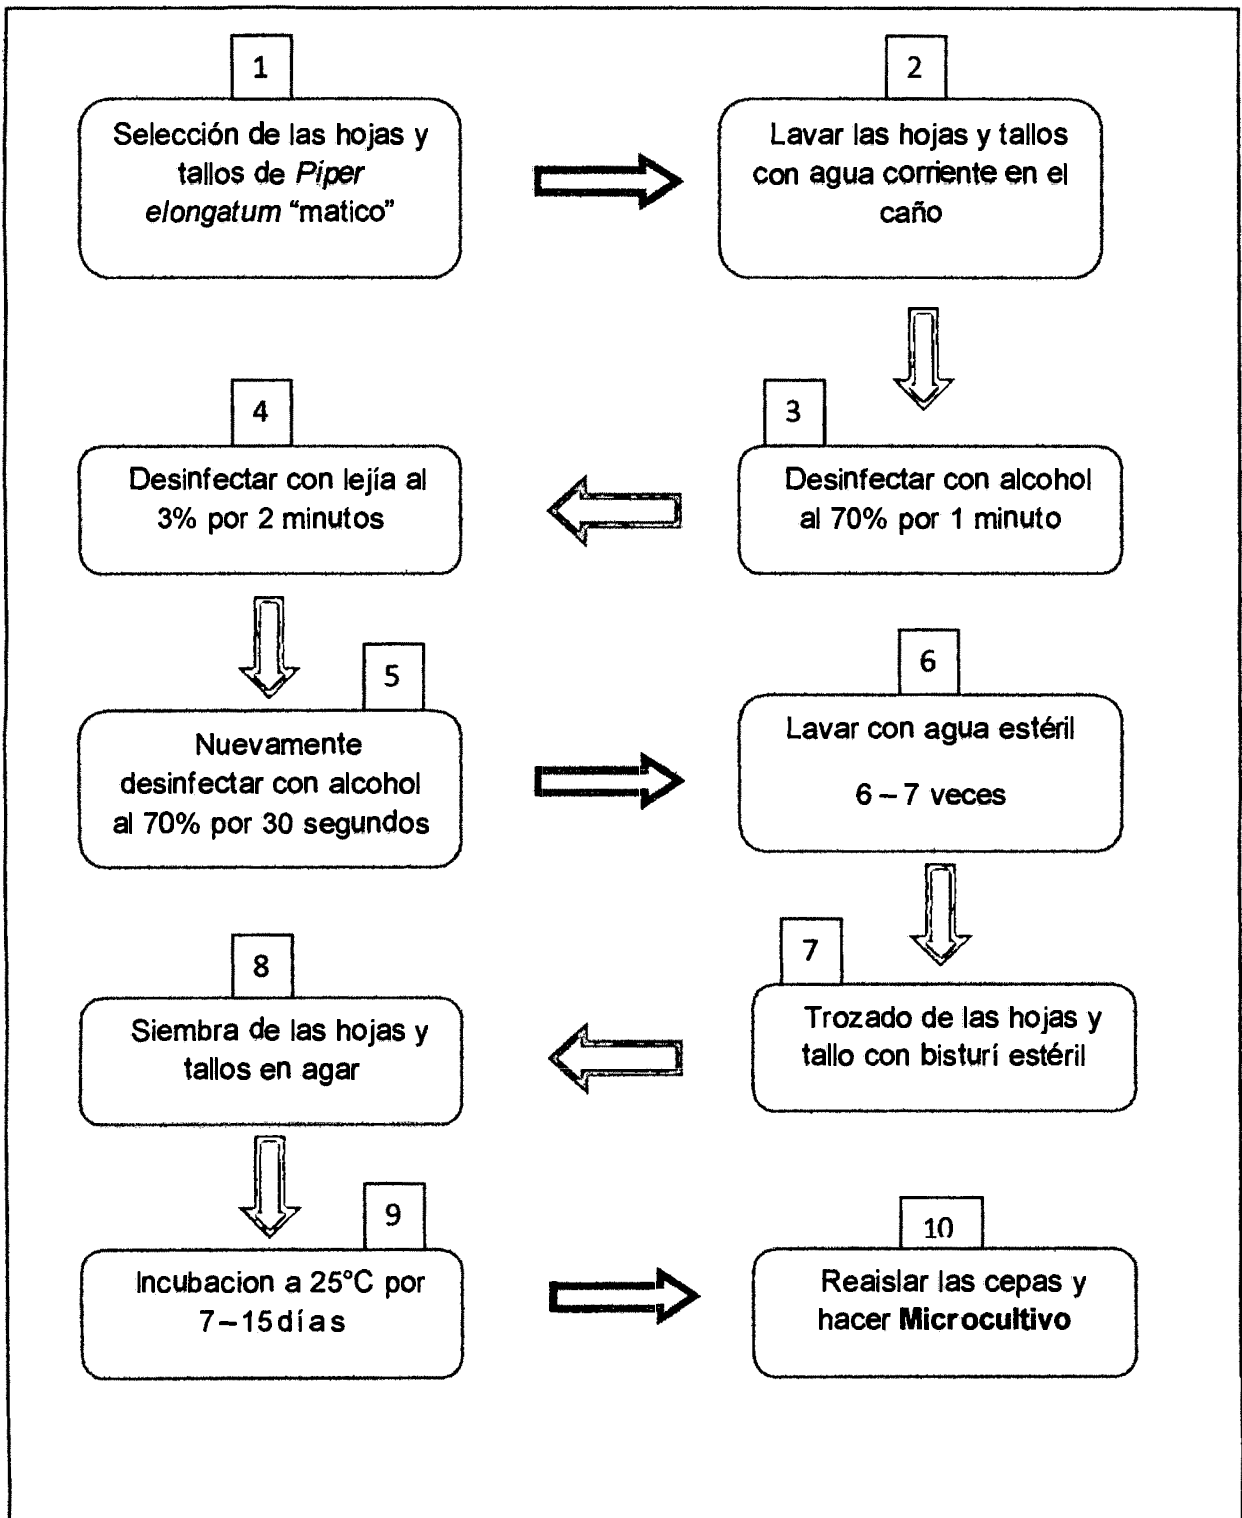 1
Selección de las hojas y
tallos de Piper
elongatum “matico”
2
Lavar las hojas y tallos
con agua corriente en el
caño
3
Desinfectar con alcohol
al 70% por 1 minuto
4
Desinfectar con lejía al
3% por 2 minutos
5
Nuevamente
desinfectar con alcohol
al 70% por 30 segundos
6
Lavar con agua estéril
6 – 7 veces
7
Trozado de las hojas y
tallo con bisturí estéril
8
Siembra de las hojas y
tallos en agar
9
Incubacion a 25°C por
7 – 15 días
10
Reaislar las cepas y
hacer Microcultivo